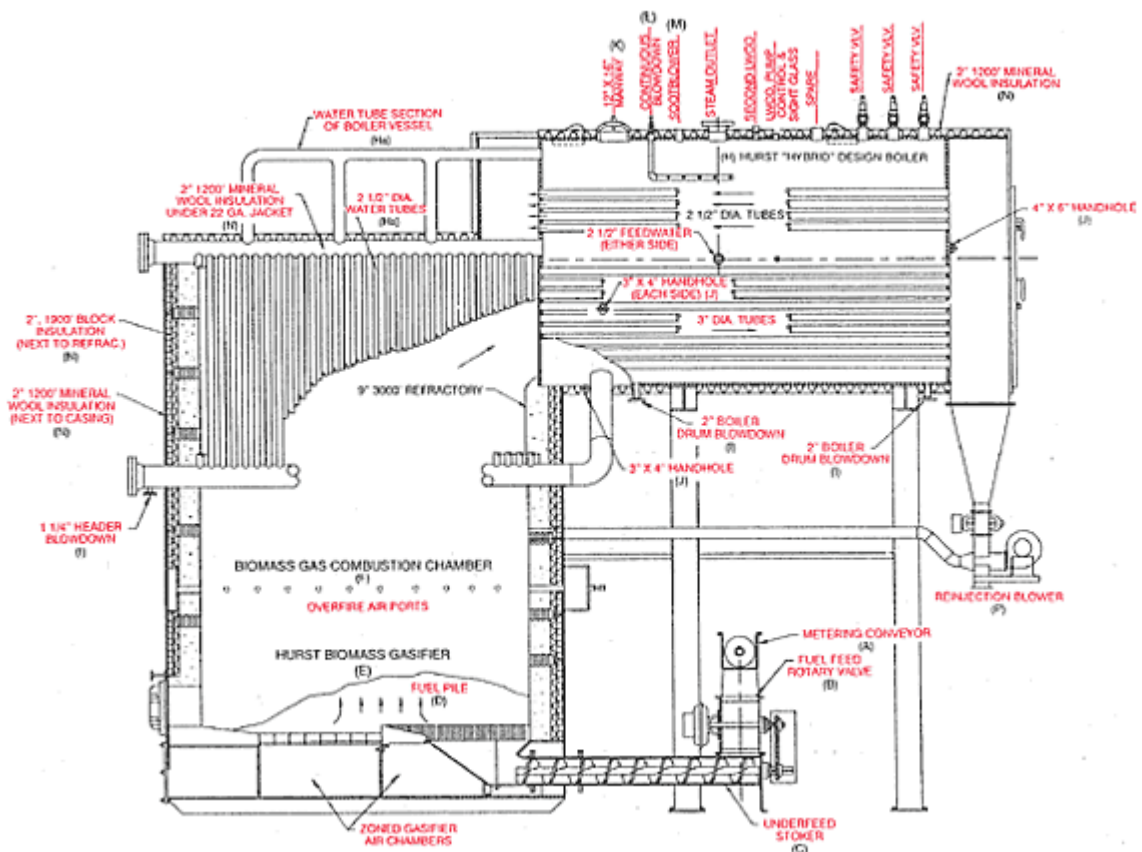 12" X 16"
MANWAY (K)
CONTINUOUS
BLOWDOWN
(L)
SOOTBLOWER
(M)
STEAM OUTLET
SECOND LWCO
LWCO, PUMP
CONTROL &
SIGHT GLASS
SPARE
SAFETY VLV
SAFETY VLV
SAFETY VLV
2" 1200' MINERAL
WOOL INSULATION
(N)
WATER TUBE SECTION
OF BOILER VESSEL
(Ha)
(H) HURST "HYBRID" DESIGN BOILER
2" 1200' MINERAL
WOOL INSULATION
UNDER 22 GA. JACKET
(N)
2 1/2" DIA.
WATER TUBES
(Ha)
2 1/2" DIA. TUBES
4" X 6" HANDHOLE
(J)
2 1/2" FEEDWATER
(EITHER SIDE)
3" X 4" HANDHOLE
(EACH SIDE) (J)
3" DIA. TUBES
2", 1900' BLOCK
INSULATION
(NEXT TO REFRAC.)
(N)
2" 1200' MINERAL
WOOL INSULATION
(NEXT TO CASING)
(N)
9" 3000' REFRACTORY
2" BOILER
DRUM BLOWDOWN
(I)
2" BOILER
DRUM BLOWDOWN
(I)
3" X 4" HANDHOLE
(J)
1 1/4" HEADER
BLOWDOWN
(I)
BIOMASS GAS COMBUSTION CHAMBER
OVERFIRE AIR PORTS
REINJECTION BLOWER
METERING CONVEYOR
(A)
HURST BIOMASS GASIFIER
(E)
FUEL PILE
(D)
FUEL FEED
ROTARY VALVE
(B)
ZONED GASIFIER
AIR CHAMBERS
UNDERFEED
STOKER
(C)